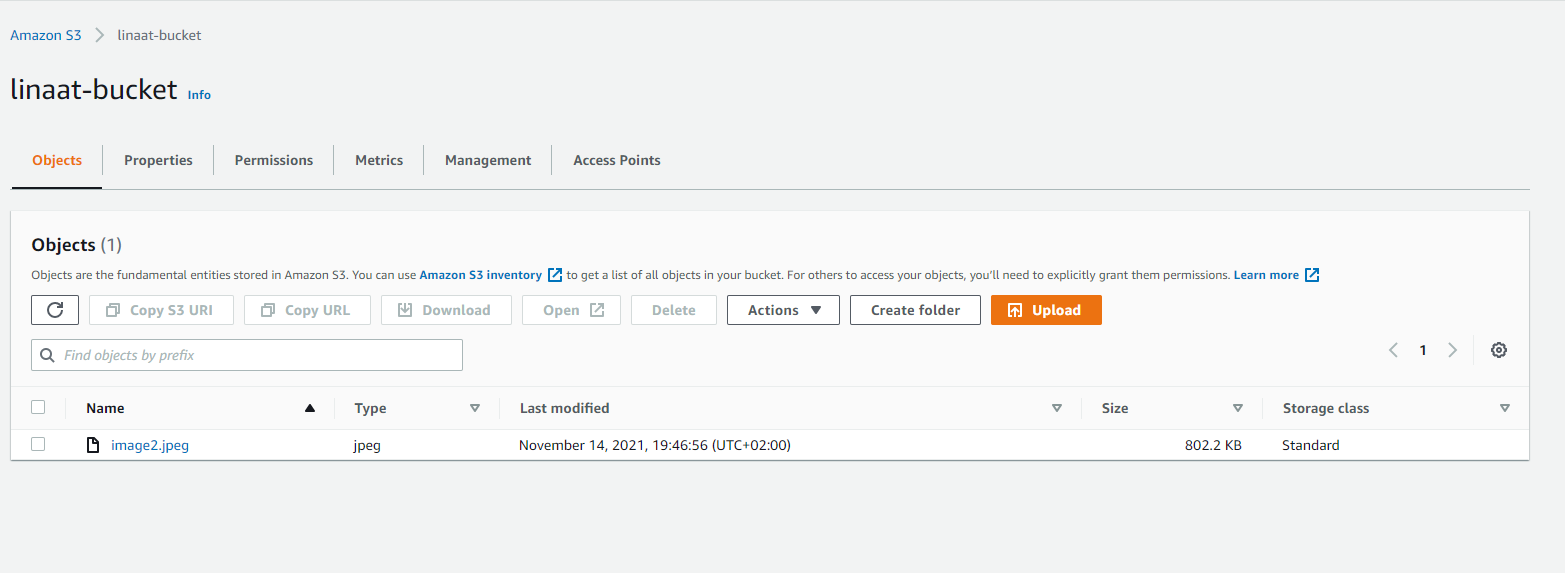 Amazon S3 linaat-bucket
linaat-bucket Info
Objects Properties Permissions Metrics Management Access Points
Objects (1)
Objects are the fundamental entities stored in Amazon S3. You can use Amazon S3 inventory to get a list of all objects in your bucket. For others to access your objects, you'll need to explicitly grant them permissions. Learn more
Copy S3 URI Copy URL Download Open Delete Actions Create folder Upload
Find objects by prefix
1
Name Type Last modified Size Storage class
image2.jpeg jpeg November 14, 2021, 19:46:56 (UTC+02:00) 802.2 KB Standard